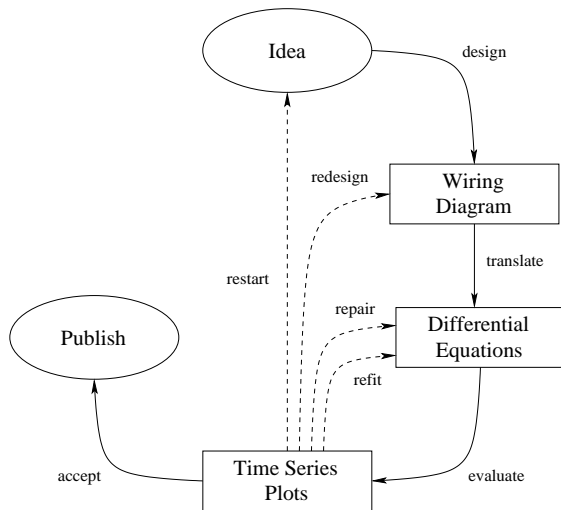 Idea
design
redesign
Wiring
Diagram
restart
translate
Publish
repair
Differential
Equations
refit
accept
Time Series
Plots
evaluate